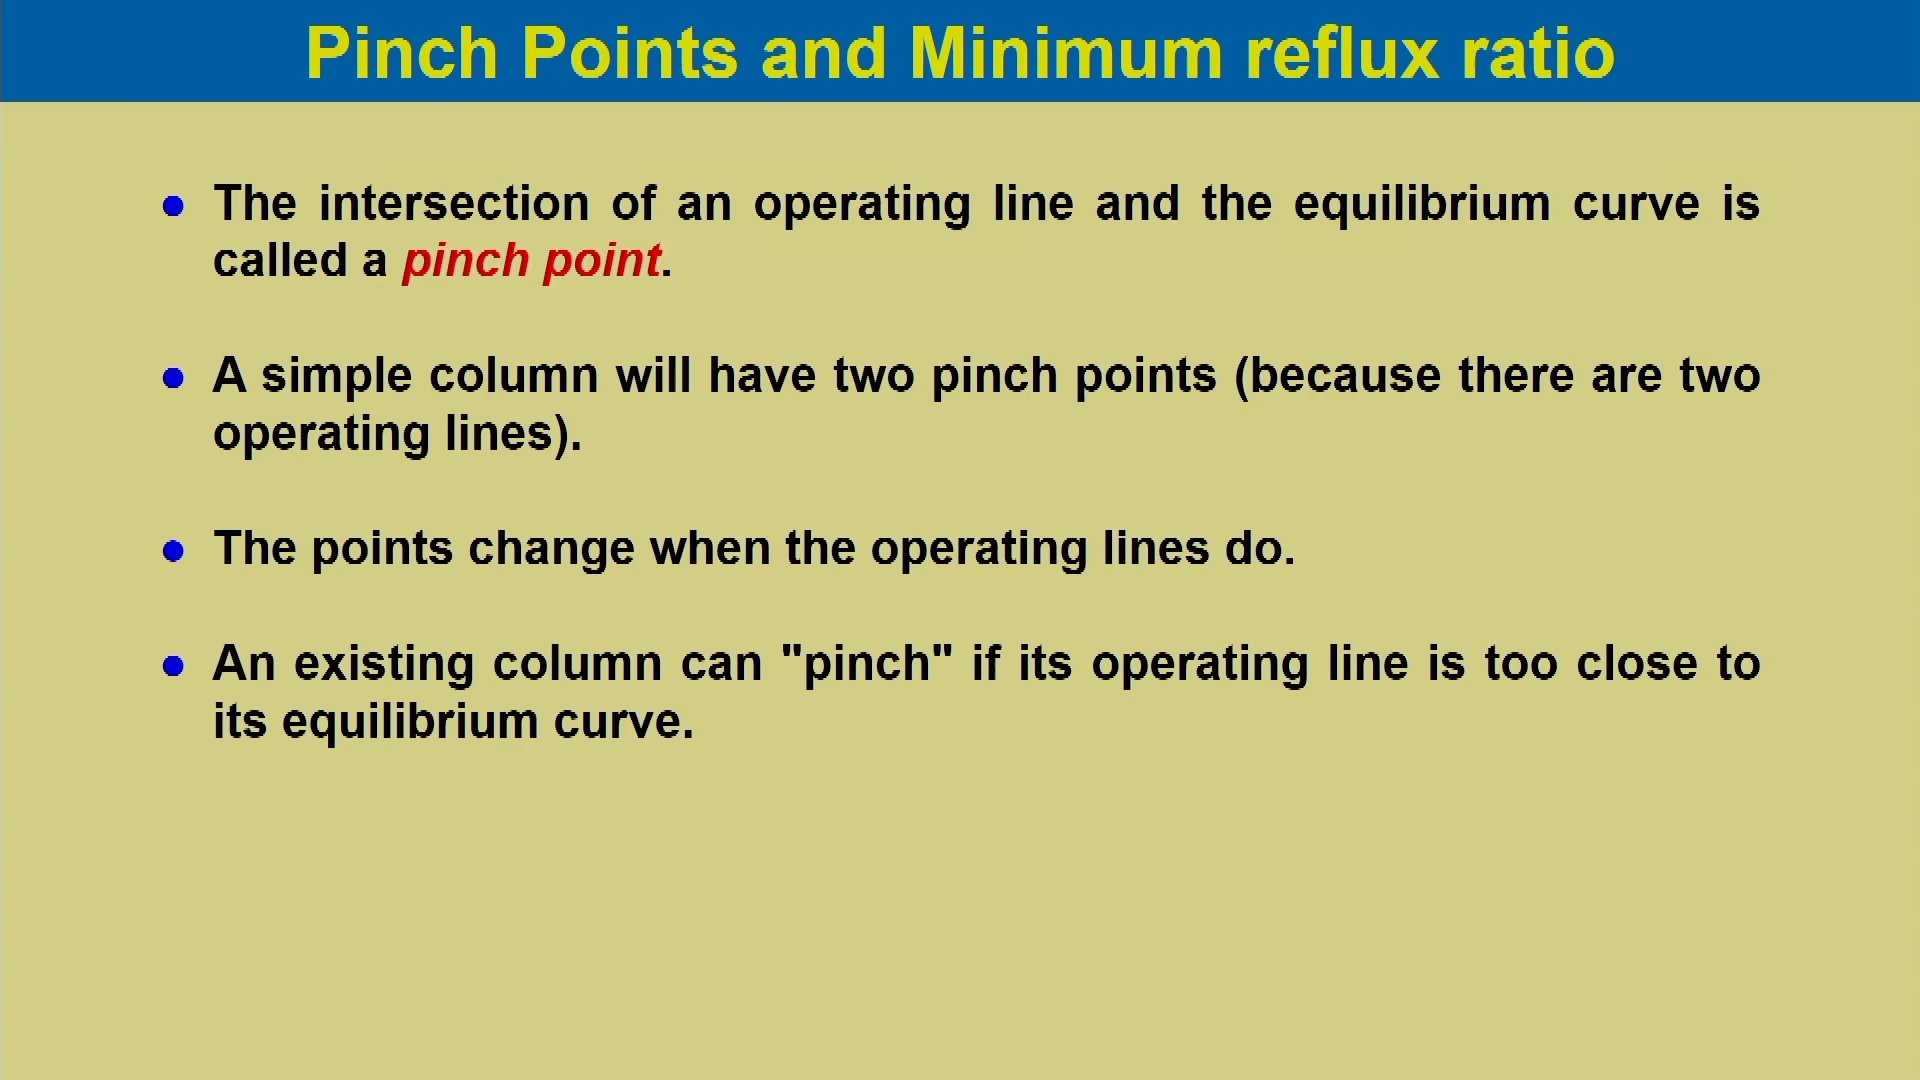 Pinch Points and Minimum reflux ratio
• The intersection of an operating line and the equilibrium curve is
called a pinch point.
• A simple column will have two pinch points (because there are two
operating lines).
• The points change when the operating lines do.
• An existing column can "pinch" if its operating line is too close to
its equilibrium curve.